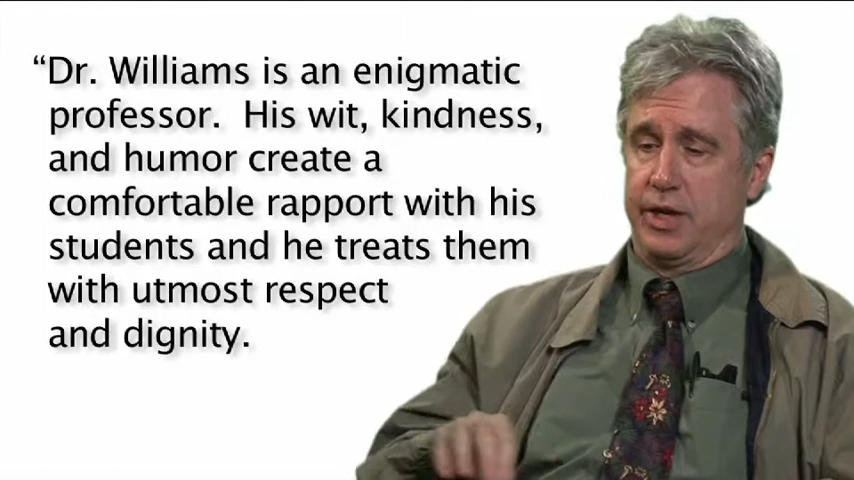 “Dr. Williams is an enigmatic
professor.  His wit, kindness,
and humor create a
comfortable rapport with his
students and he treats them
with utmost respect
and dignity.